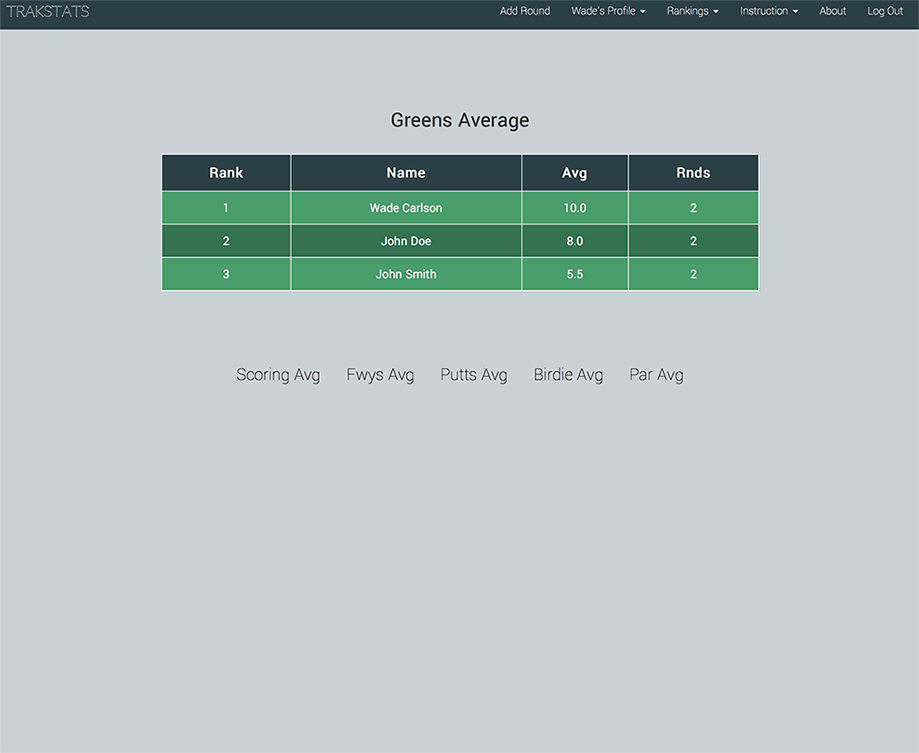 TRAKSTATS Add Round Wade's Profile Rankings Instruction About Log Out
Greens Average
Rank Name Avg Rnds
1 Wade Carlson 10.0 2
2 John Doe 8.0 2
3 John Smith 5.5 2
Scoring Avg Fwys Avg Putts Avg Birdie Avg Par Avg